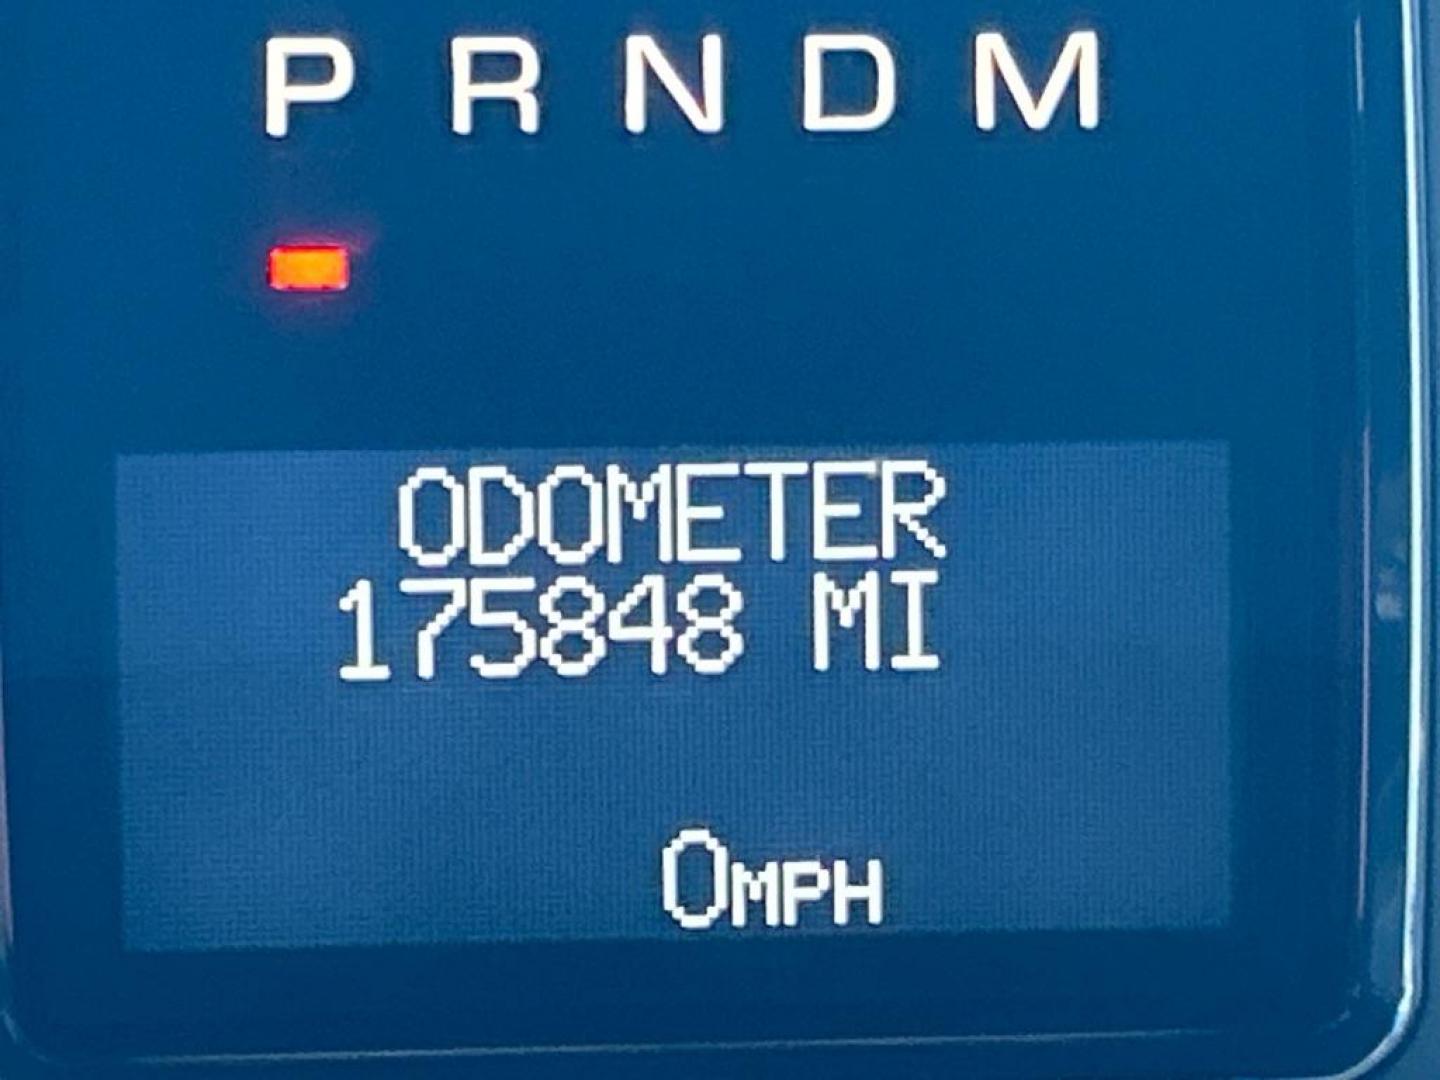 P R N D M
ODOMETER
175848 MI
0MPH